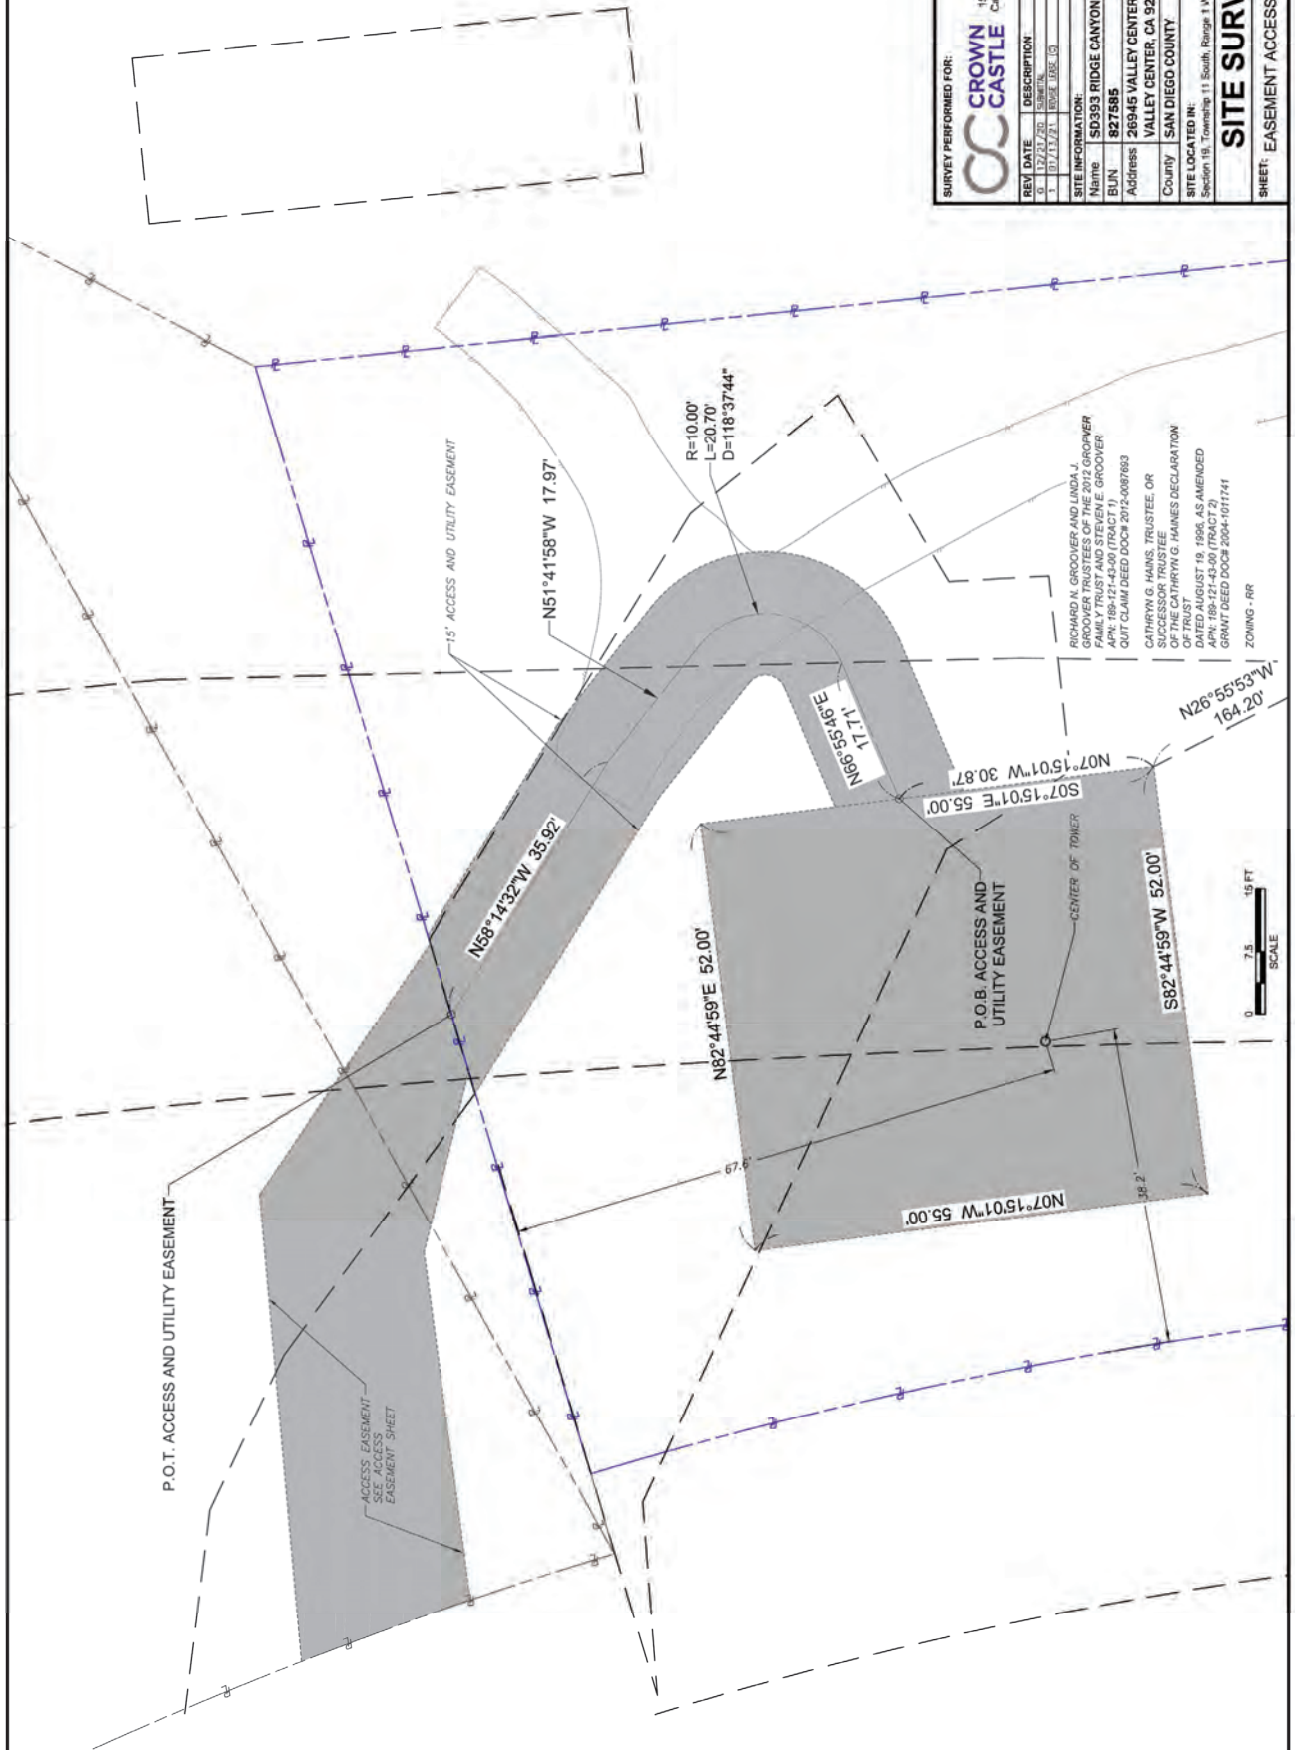 P.O.T. ACCESS AND UTILITY EASEMENT
ACCESS EASEMENT
SEE ACCESS
EASEMENT SHEET
15' ACCESS AND UTILITY EASEMENT
N51°41'58"W 17.97'
N58°14'32"W 35.92'
R=10.00'
L=20.70'
D=118°37'44"
N66°55'46"E
17.71'
N07°15'01"W 30.87'
S07°15'01"E 55.00'
N82°44'59"E 52.00'
P.O.B. ACCESS AND
UTILITY EASEMENT
CENTER OF TOWER
S82°44'59"W 52.00'
N07°15'01"W 55.00'
67.6'
38.2'
N26°55'53"W
164.20'
0 7.5 15 FT
SCALE
RICHARD N. GROOVER AND LINDA J.
GROOVER TRUSTEES OF THE 2012 GROPVER
FAMILY TRUST AND STEVEN E. GROOVER
APN: 189-121-43-00 (TRACT 1)
QUIT CLAIM DEED DOC# 2012-0087693
CATHRYN G. HAINS, TRUSTEE, OR
SUCCESSOR TRUSTEE
OF THE CATHRYN G. HAINES DECLARATION
OF TRUST
DATED AUGUST 19, 1996, AS AMENDED
APN: 189-121-43-00 (TRACT 2)
GRANT DEED DOC# 2004-1011741
ZONING - RR
SURVEY PERFORMED FOR:
CROWN
CASTLE
REV DATE DESCRIPTION
0 12/21/20 SUBMITTAL
1 01/13/21 REVISE LEASE (C)
SITE INFORMATION:
Name SD393 RIDGE CANYON
BUN 827585
Address 26945 VALLEY CENTER
VALLEY CENTER, CA 92
County SAN DIEGO COUNTY
SITE LOCATED IN:
Section 19, Township 11 South, Range 1 W
SITE SURV
SHEET: EASEMENT ACCESS